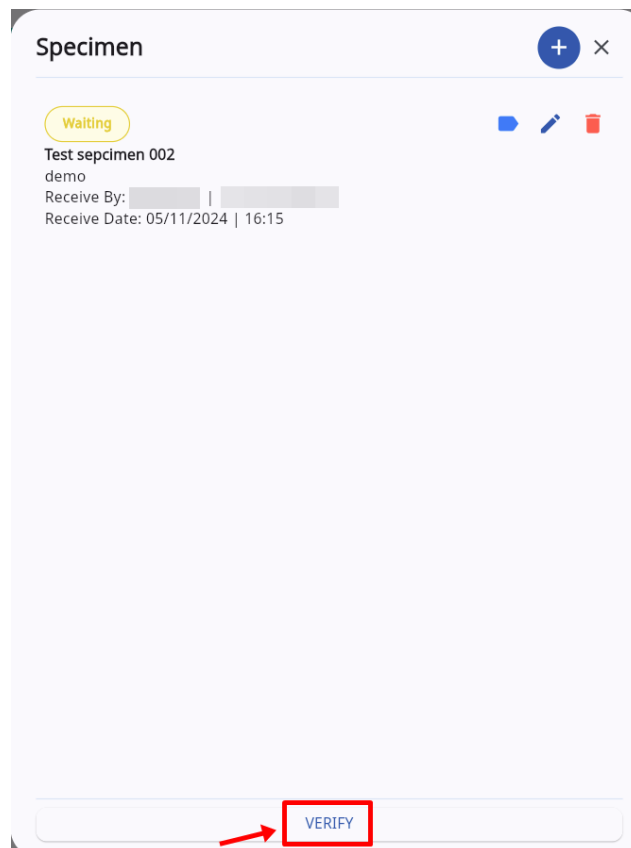 Specimen
Waiting
Test sepcimen 002
demo
Receive By: |
Receive Date: 05/11/2024 | 16:15
VERIFY